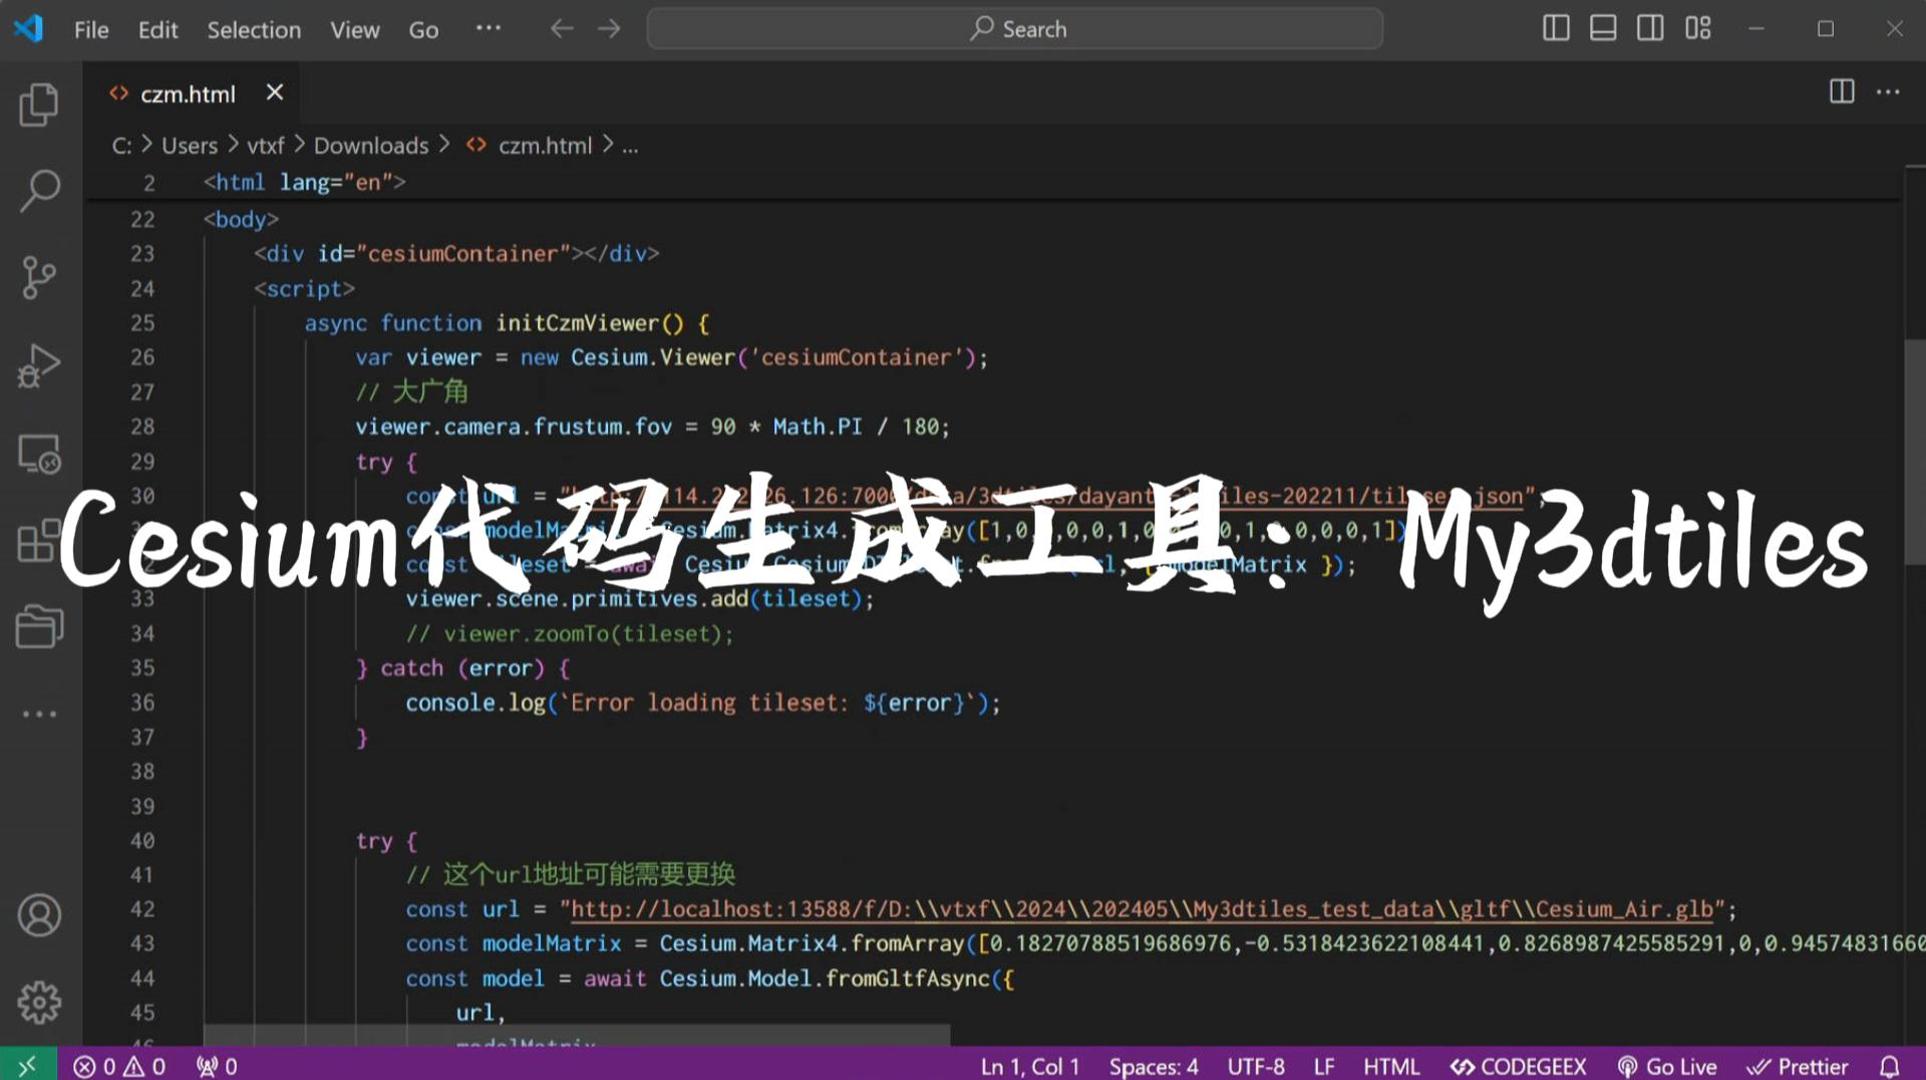 File Edit Selection View Go ··· Search
czm.html
C: > Users > vtxf > Downloads > czm.html > ...
2 <html lang="en">
22 <body>
23 <div id="cesiumContainer"></div>
24 <script>
25 async function initCzmViewer() {
26 var viewer = new Cesium.Viewer('cesiumContainer');
27 // 大广角
28 viewer.camera.frustum.fov = 90 * Math.PI / 180;
29 try {
30
Cesium代码生成工具：My3dtiles
33 viewer.scene.primitives.add(tileset);
34 // viewer.zoomTo(tileset);
35 } catch (error) {
36 console.log(`Error loading tileset: ${error}`);
37 }
38
39
40 try {
41 // 这个url地址可能需要更换
42 const url = "http://localhost:13588/f/D:\\vtxf\\2024\\202405\\My3dtiles_test_data\\gltf\\Cesium_Air.glb";
43 const modelMatrix = Cesium.Matrix4.fromArray([0.18270788519686976,-0.5318423622108441,0.8268987425585291,0,0.94574831660
44 const model = await Cesium.Model.fromGltfAsync({
45 url,
0 0 0 Ln 1, Col 1 Spaces: 4 UTF-8 LF HTML CODEGEEX Go Live Prettier